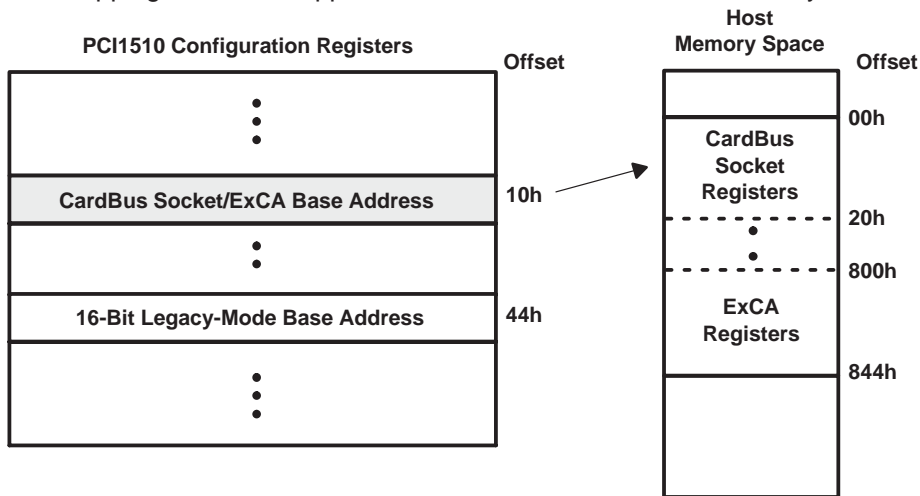 PCI1510 Configuration Registers
Offset
CardBus Socket/ExCA Base Address
10h
16-Bit Legacy-Mode Base Address
44h
Host
Memory Space
Offset
00h
CardBus
Socket
Registers
20h
800h
ExCA
Registers
844h